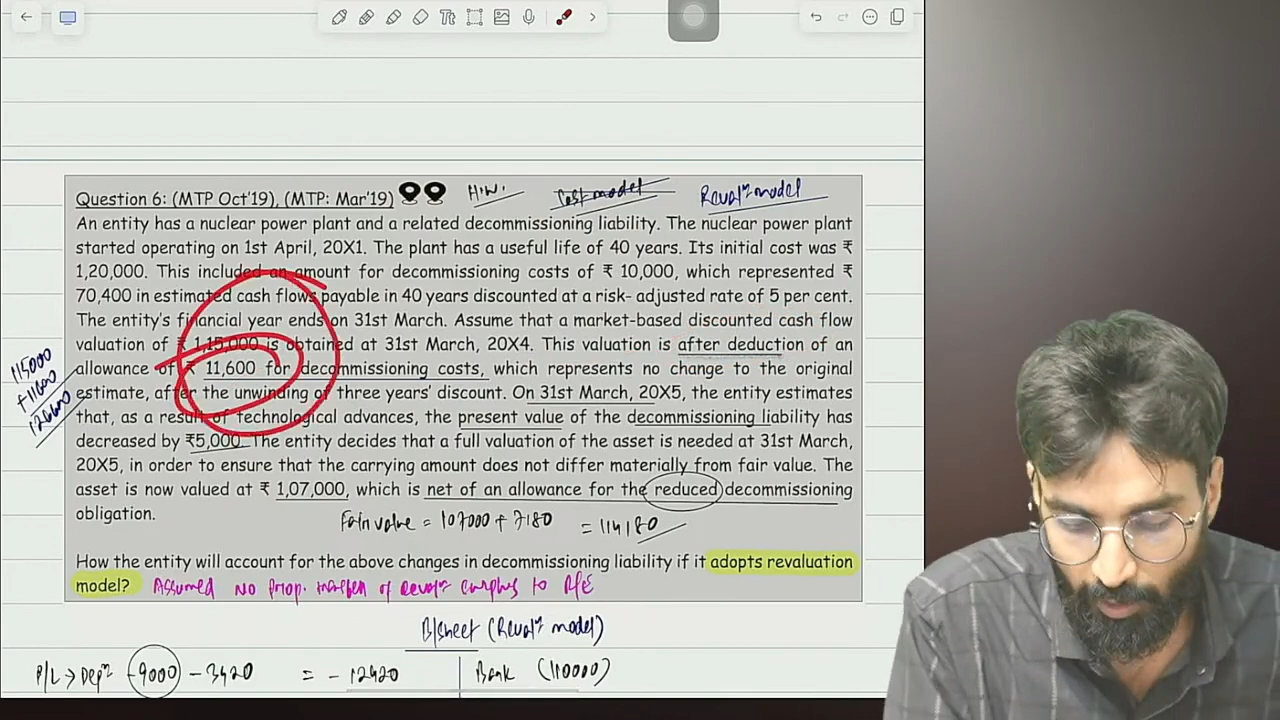 Question 6: (MTP Oct'19), (MTP: Mar'19) H.W. Cost model Revalⁿ model
An entity has a nuclear power plant and a related decommissioning liability. The nuclear power plant
started operating on 1st April, 20X1. The plant has a useful life of 40 years. Its initial cost was ₹
1,20,000. This included an amount for decommissioning costs of ₹ 10,000, which represented ₹
70,400 in estimated cash flows payable in 40 years discounted at a risk- adjusted rate of 5 per cent.
The entity's financial year ends on 31st March. Assume that a market-based discounted cash flow
valuation of ₹ 1,15,000 is obtained at 31st March, 20X4. This valuation is after deduction of an
allowance of ₹ 11,600 for decommissioning costs, which represents no change to the original
estimate, after the unwinding of three years' discount. On 31st March, 20X5, the entity estimates
that, as a result of technological advances, the present value of the decommissioning liability has
decreased by ₹5,000. The entity decides that a full valuation of the asset is needed at 31st March,
20X5, in order to ensure that the carrying amount does not differ materially from fair value. The
asset is now valued at ₹ 1,07,000, which is net of an allowance for the reduced decommissioning
obligation.
115000
+11600
126600
Fair value = 107000 + 7180 = 114180
How the entity will account for the above changes in decommissioning liability if it adopts revaluation
model? Assumed no prop. transfer of Revalⁿ surplus to R/E
B/sheet (Revalⁿ model)
P/L → Depⁿ -9000 - 3420 = - 12420 Bank (110000)